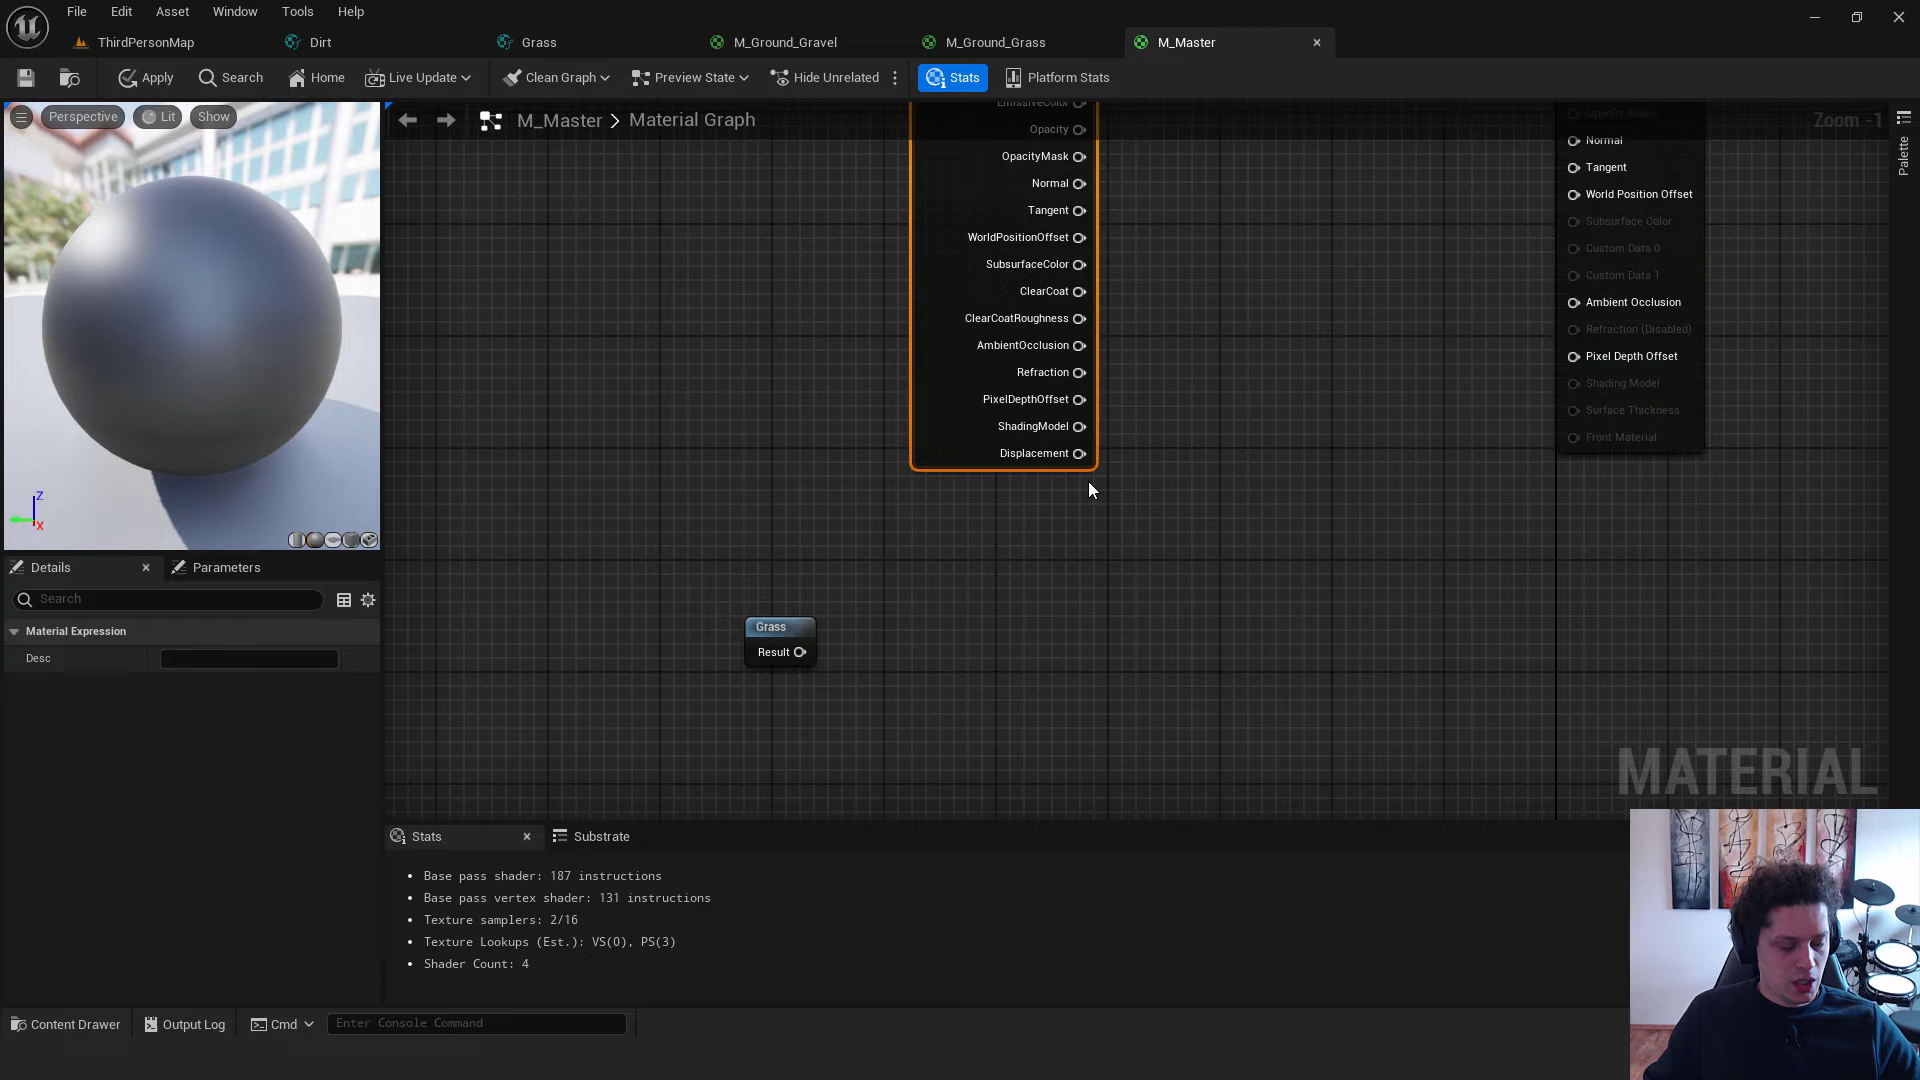 File Edit Asset Window Tools Help
ThirdPersonMap Dirt Grass M_Ground_Gravel M_Ground_Grass M_Master
Apply Search Home Live Update Clean Graph Preview State Hide Unrelated Stats Platform Stats
Perspective Lit Show
M_Master > Material Graph
Zoom -1
Palette
EmissiveColor
Opacity
OpacityMask
Normal
Tangent
WorldPositionOffset
SubsurfaceColor
ClearCoat
ClearCoatRoughness
AmbientOcclusion
Refraction
PixelDepthOffset
ShadingModel
Displacement
Opacity Mask
Normal
Tangent
World Position Offset
Subsurface Color
Custom Data 0
Custom Data 1
Ambient Occlusion
Refraction (Disabled)
Pixel Depth Offset
Shading Model
Surface Thickness
Front Material
Z
X
Details Parameters
Search
Material Expression
Desc
Grass
Result
MATERIAL
Stats Substrate
Base pass shader: 187 instructions
Base pass vertex shader: 131 instructions
Texture samplers: 2/16
Texture Lookups (Est.): VS(0), PS(3)
Shader Count: 4
Content Drawer Output Log Cmd Enter Console Command